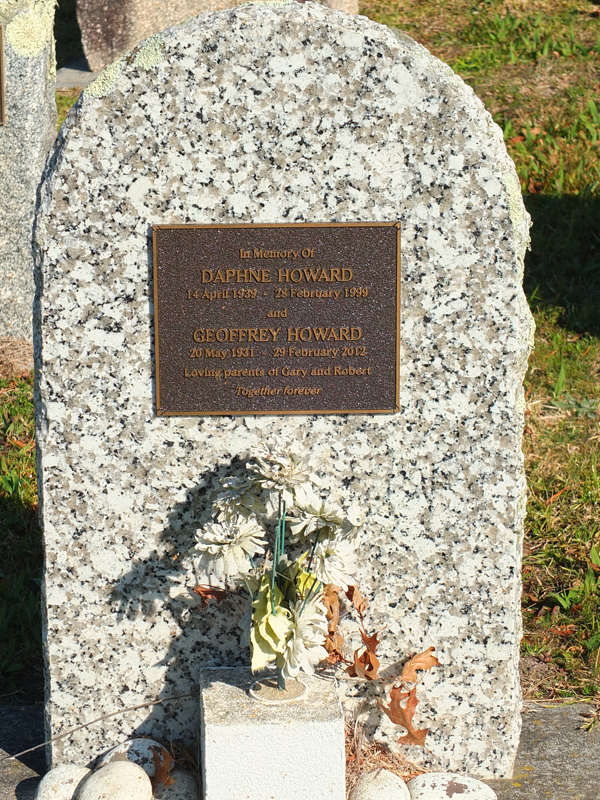 In Memory Of
DAPHNE HOWARD
14 April 1939 - 28 February 1999
and
GEOFFREY HOWARD
20 May 1931 - 29 February 2012
Loving parents of Gary and Robert
Together forever